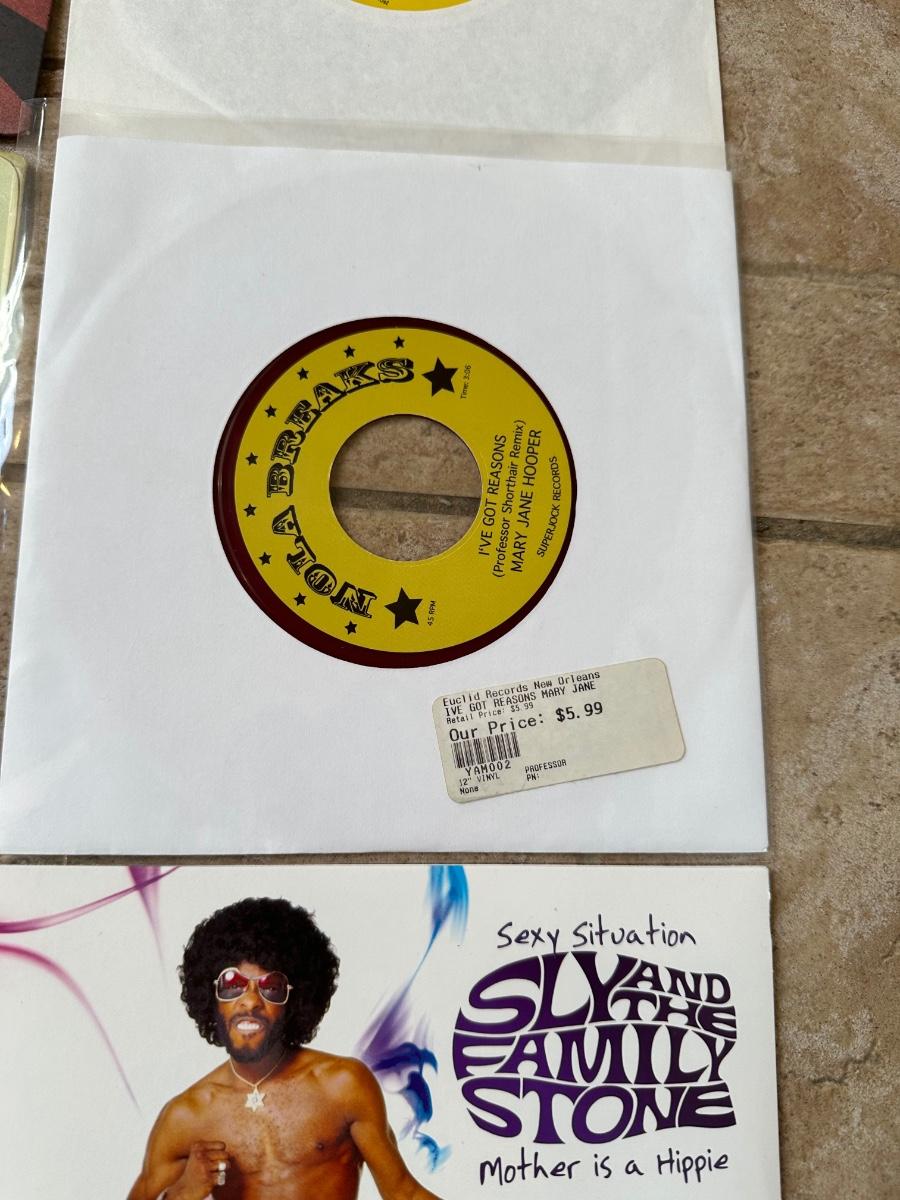 NOLA BREAKS
Time: 3:06
I'VE GOT REASONS
(Professor Shorthair Remix)
MARY JANE HOOPER
SUPERJOCK RECORDS
45 RPM
Euclid Records New Orleans
IVE GOT REASONS MARY JANE
Retail Price: $5.99
Our Price: $5.99
YAM002
12" VINYL
PROFESSOR
None
PN:
Sexy Situation
SLY AND THE
FAMILY
STONE
Mother is a Hippie